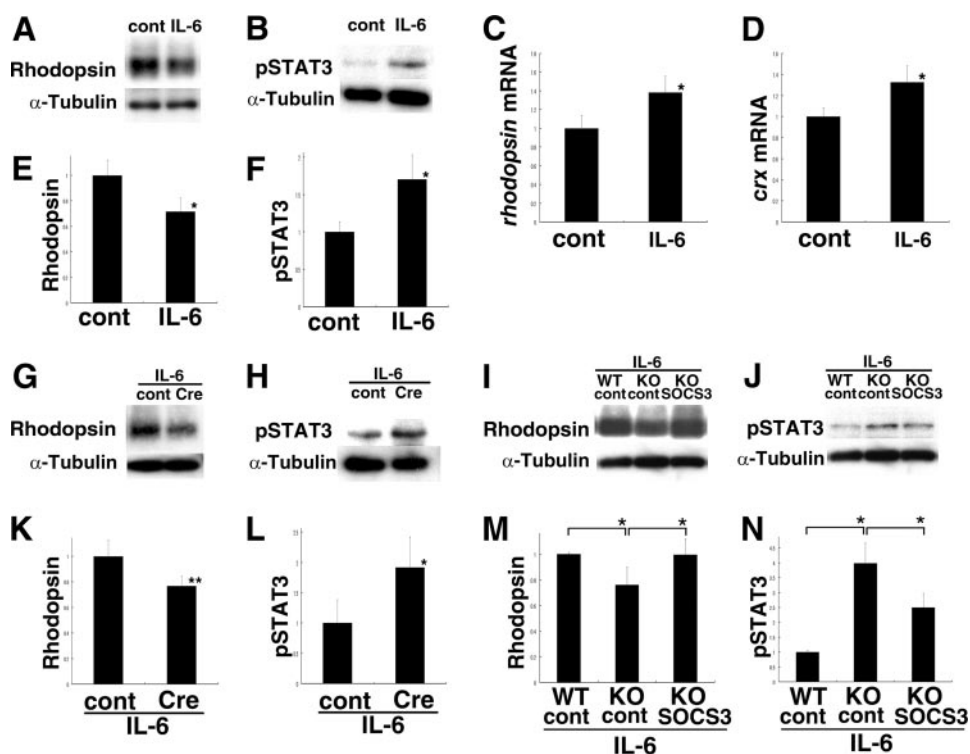 A
cont IL-6
Rhodopsin
α-Tubulin
B
cont IL-6
pSTAT3
α-Tubulin
C
rhodopsin mRNA
cont IL-6
*
D
crx mRNA
cont IL-6
*
E
Rhodopsin
cont IL-6
*
F
pSTAT3
cont IL-6
*
G
IL-6
cont Cre
Rhodopsin
α-Tubulin
H
IL-6
cont Cre
pSTAT3
α-Tubulin
I
IL-6
WT KO KO
cont cont SOCS3
Rhodopsin
α-Tubulin
J
IL-6
WT KO KO
cont cont SOCS3
pSTAT3
α-Tubulin
K
Rhodopsin
**
cont Cre
IL-6
L
pSTAT3
*
cont Cre
IL-6
M
Rhodopsin
* *
WT KO KO
cont cont SOCS3
IL-6
N
pSTAT3
* *
WT KO KO
cont cont SOCS3
IL-6